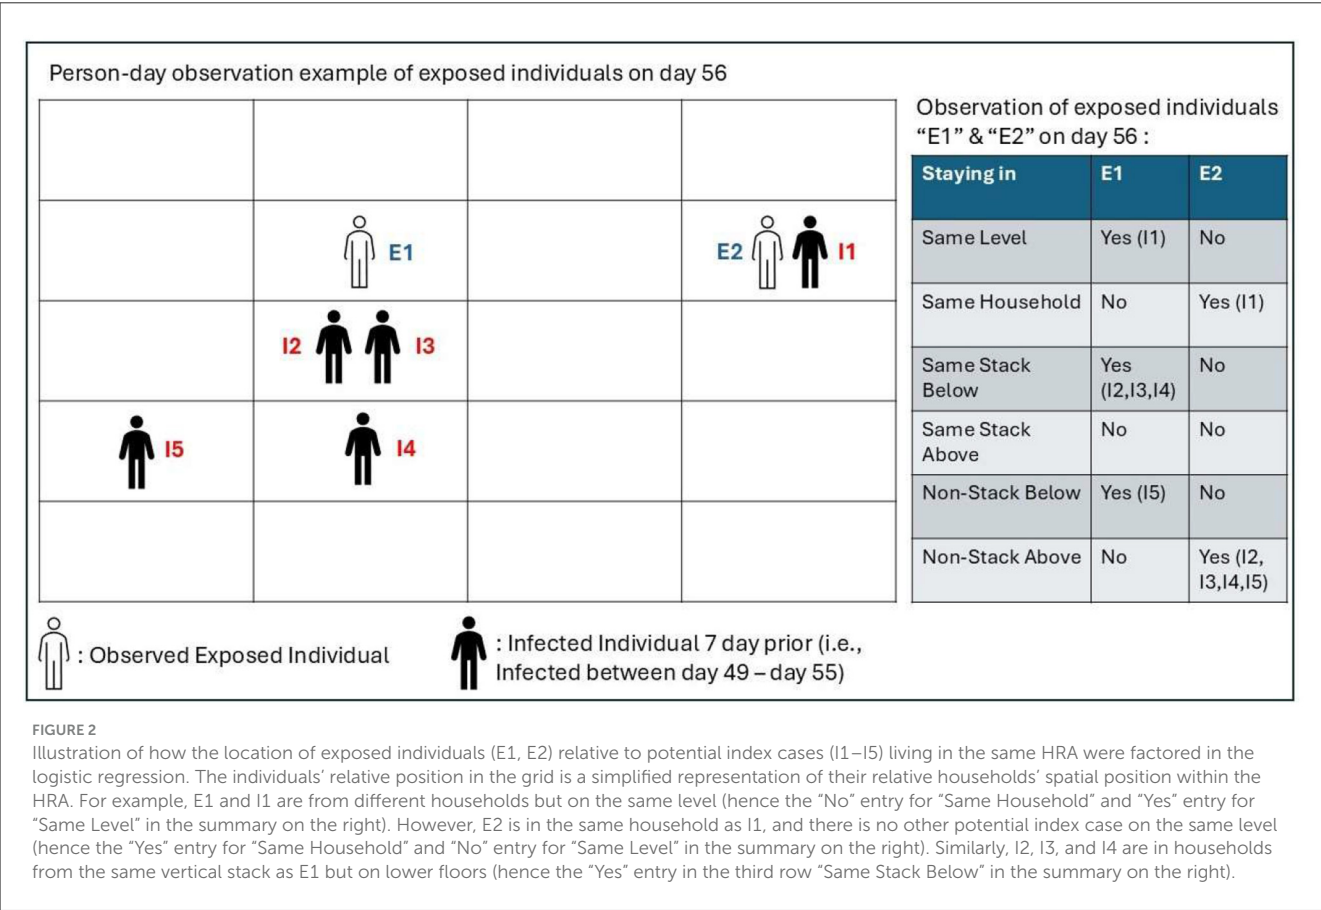 Person-day observation example of exposed individuals on day 56
E1
E2
I1
I2
I3
I5
I4
Observation of exposed individuals
“E1” & “E2” on day 56 :
Staying in E1 E2
Same Level Yes (I1) No
Same Household No Yes (I1)
Same Stack
Below Yes
(I2,I3,I4) No
Same Stack
Above No No
Non-Stack Below Yes (I5) No
Non-Stack Above No Yes (I2,
I3,I4,I5)
: Observed Exposed Individual
: Infected Individual 7 day prior (i.e.,
Infected between day 49 – day 55)
FIGURE 2
Illustration of how the location of exposed individuals (E1, E2) relative to potential index cases (I1–I5) living in the same HRA were factored in the
logistic regression. The individuals’ relative position in the grid is a simplified representation of their relative households’ spatial position within the
HRA. For example, E1 and I1 are from different households but on the same level (hence the “No” entry for “Same Household” and “Yes” entry for
“Same Level” in the summary on the right). However, E2 is in the same household as I1, and there is no other potential index case on the same level
(hence the “Yes” entry for “Same Household” and “No” entry for “Same Level” in the summary on the right). Similarly, I2, I3, and I4 are in households
from the same vertical stack as E1 but on lower floors (hence the “Yes” entry in the third row “Same Stack Below” in the summary on the right).